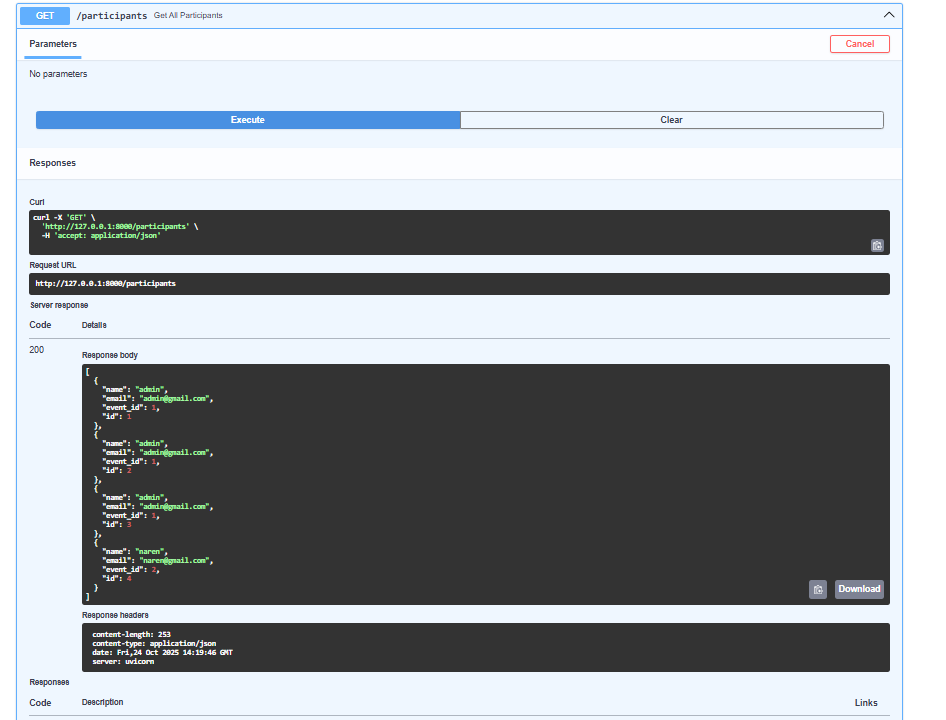 GET /participants Get All Participants
Parameters
Cancel
No parameters
Execute
Clear
Responses
Curl
curl -X 'GET' \
  'http://127.0.0.1:8000/participants' \
  -H 'accept: application/json'
Request URL
http://127.0.0.1:8000/participants
Server response
Code Details
200
Response body
[
  {
    "name": "admin",
    "email": "admin@gmail.com",
    "event_id": 1,
    "id": 1
  },
  {
    "name": "admin",
    "email": "admin@gmail.com",
    "event_id": 1,
    "id": 2
  },
  {
    "name": "admin",
    "email": "admin@gmail.com",
    "event_id": 1,
    "id": 3
  },
  {
    "name": "naren",
    "email": "naren@gmail.com",
    "event_id": 2,
    "id": 4
  }
]
Download
Response headers
content-length: 253
content-type: application/json
date: Fri,24 Oct 2025 14:19:46 GMT
server: uvicorn
Responses
Code Description Links